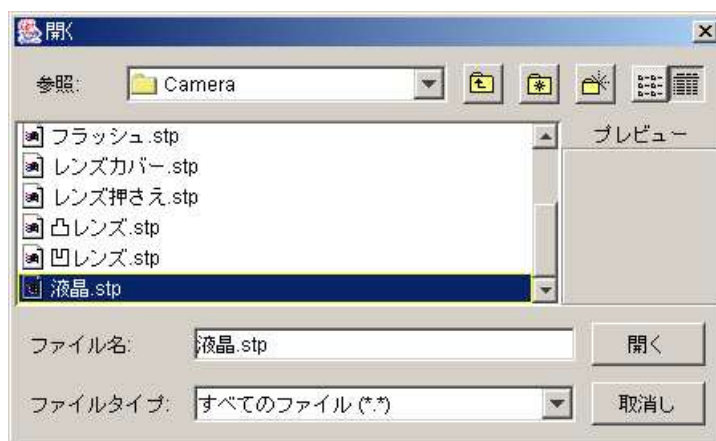 開く
参照: Camera
フラッシュ.stp
プレビュー
レンズカバー.stp
レンズ押さえ.stp
凸レンズ.stp
凹レンズ.stp
液晶.stp
ファイル名: 液晶.stp 開く
ファイルタイプ: すべてのファイル (*.*) 取消し